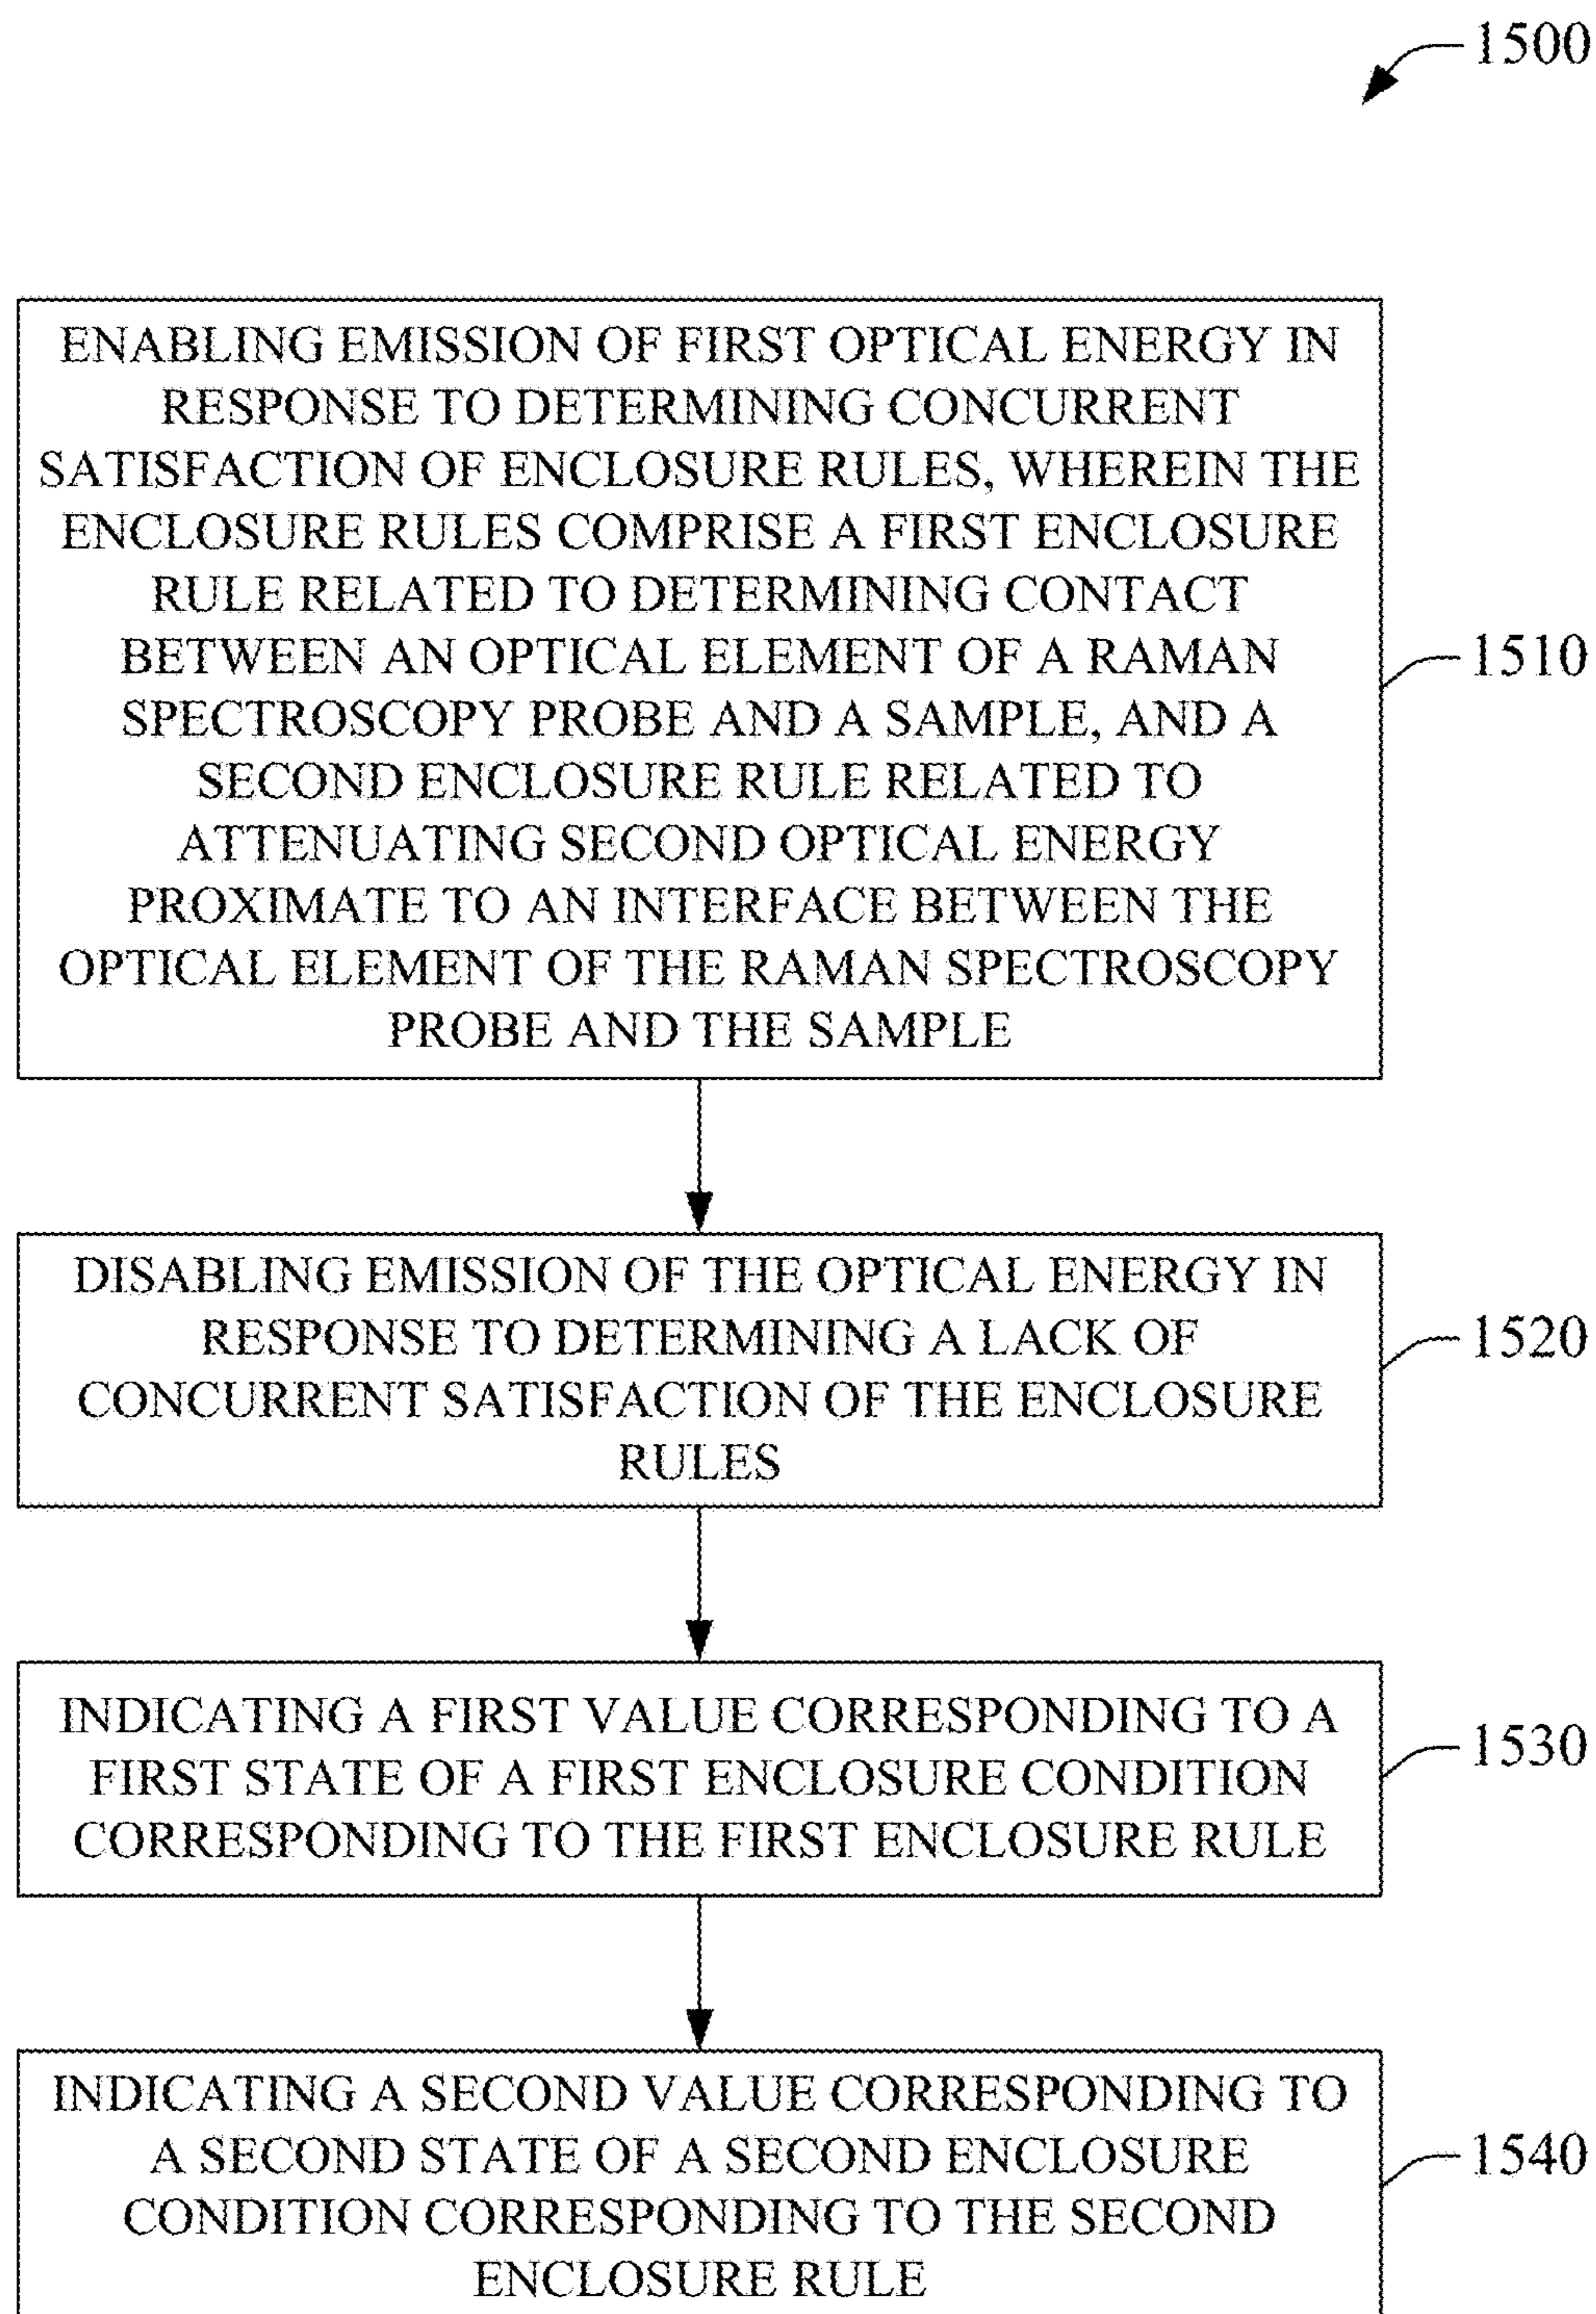 1500
ENABLING EMISSION OF FIRST OPTICAL ENERGY IN
RESPONSE TO DETERMINING CONCURRENT
SATISFACTION OF ENCLOSURE RULES, WHEREIN THE
ENCLOSURE RULES COMPRISE A FIRST ENCLOSURE
RULE RELATED TO DETERMINING CONTACT
BETWEEN AN OPTICAL ELEMENT OF A RAMAN
SPECTROSCOPY PROBE AND A SAMPLE, AND A
SECOND ENCLOSURE RULE RELATED TO
ATTENUATING SECOND OPTICAL ENERGY
PROXIMATE TO AN INTERFACE BETWEEN THE
OPTICAL ELEMENT OF THE RAMAN SPECTROSCOPY
PROBE AND THE SAMPLE
1510
DISABLING EMISSION OF THE OPTICAL ENERGY IN
RESPONSE TO DETERMINING A LACK OF
CONCURRENT SATISFACTION OF THE ENCLOSURE
RULES
1520
INDICATING A FIRST VALUE CORRESPONDING TO A
FIRST STATE OF A FIRST ENCLOSURE CONDITION
CORRESPONDING TO THE FIRST ENCLOSURE RULE
1530
INDICATING A SECOND VALUE CORRESPONDING TO
A SECOND STATE OF A SECOND ENCLOSURE
CONDITION CORRESPONDING TO THE SECOND
ENCLOSURE RULE
1540